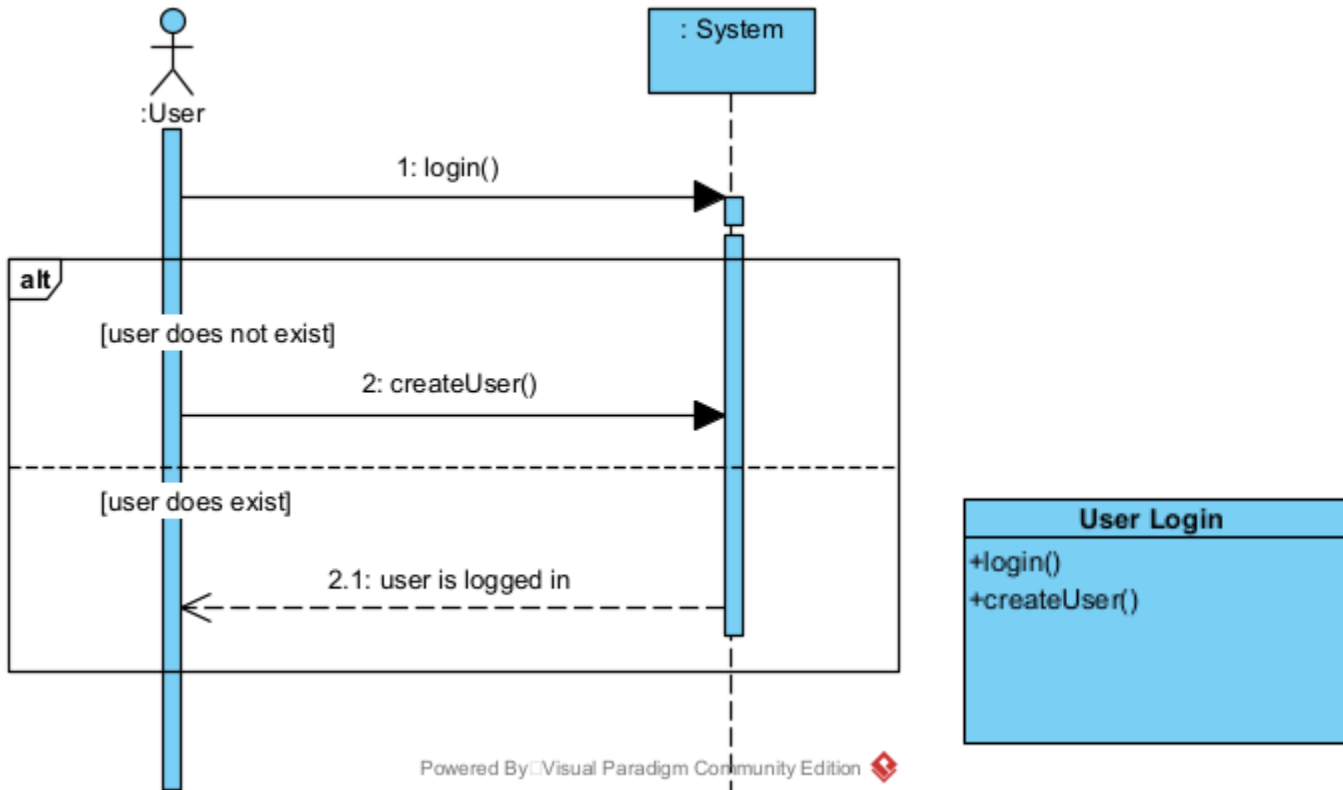 : System
:User
1: login()
alt
[user does not exist]
2: createUser()
[user does exist]
2.1: user is logged in
User Login
+login()
+createUser()
Powered By Visual Paradigm Community Edition